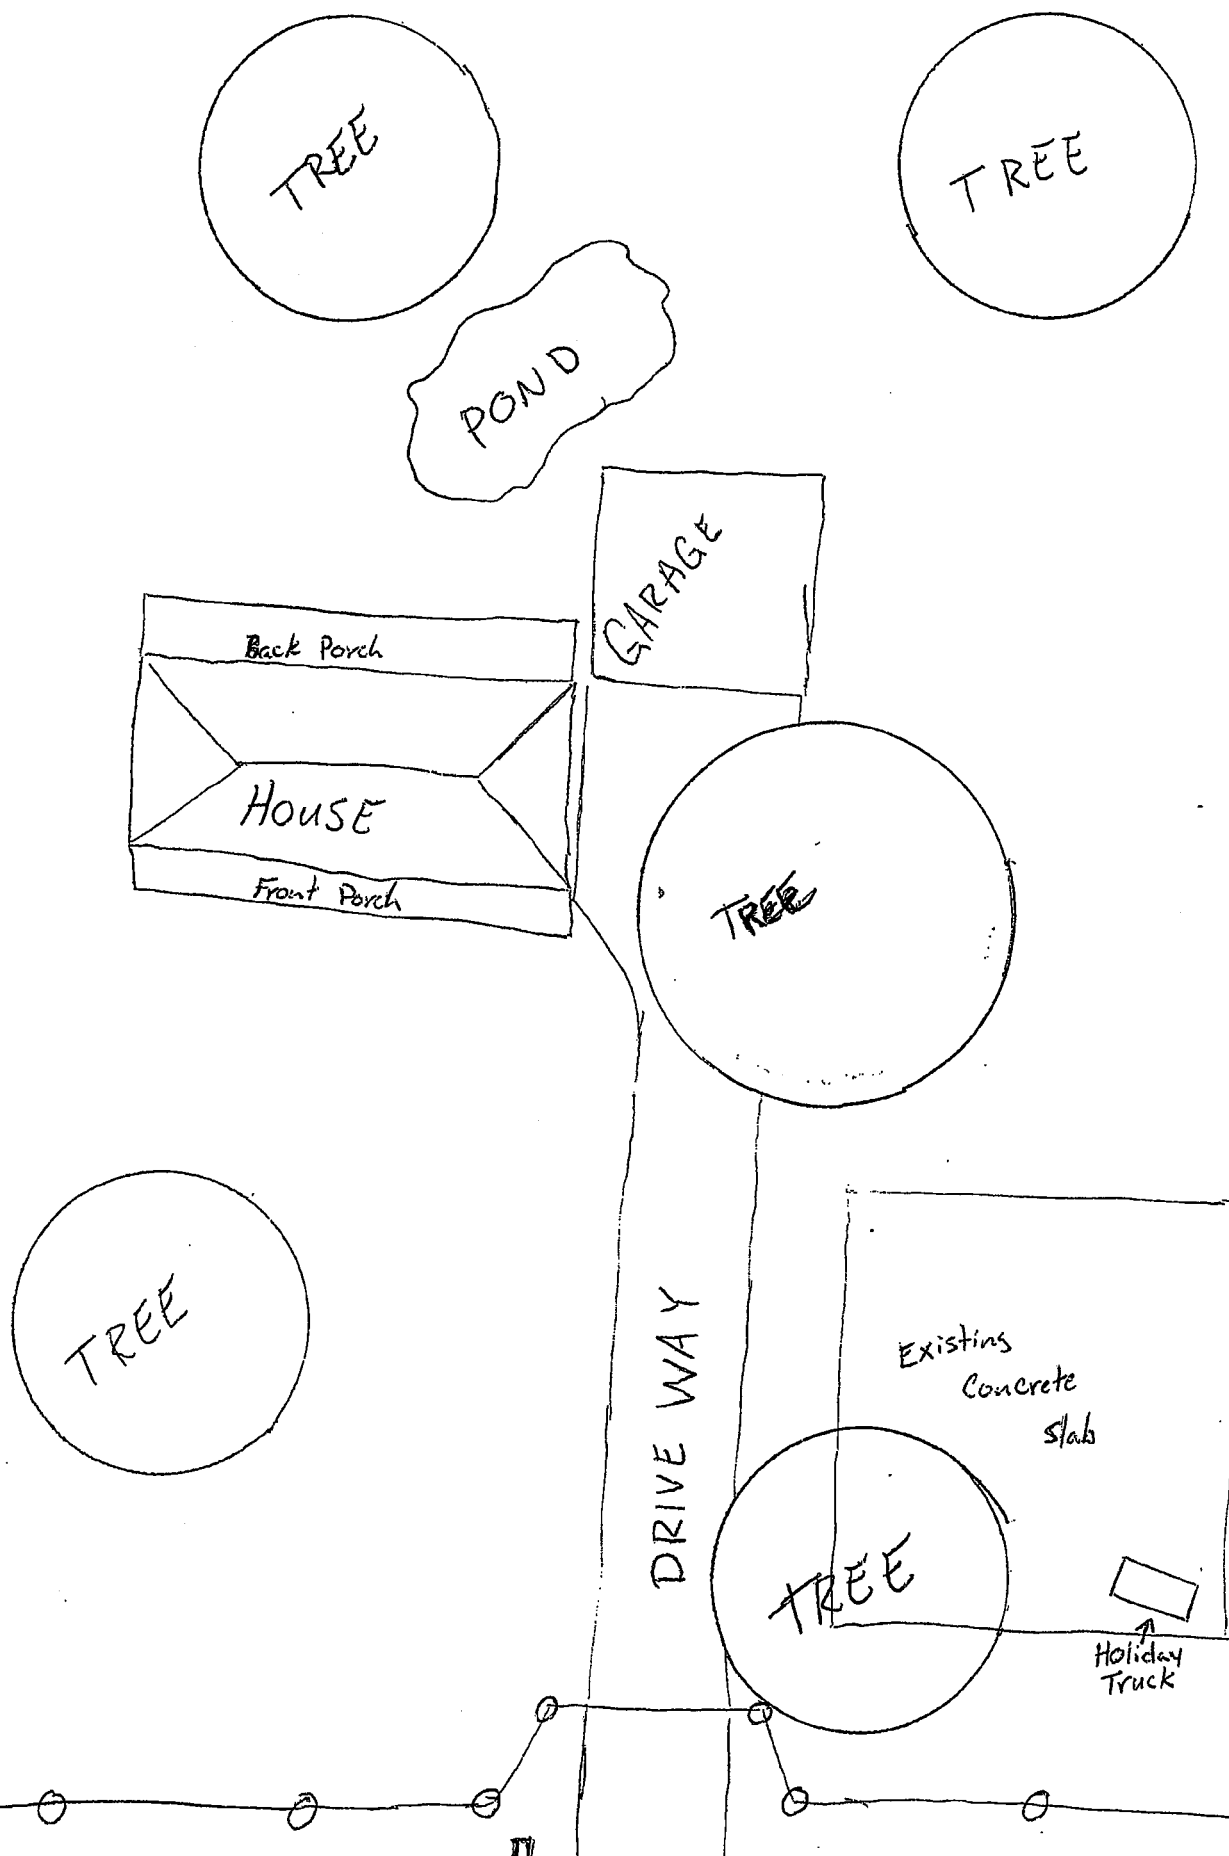 TREE
TREE
POND
GARAGE
Back Porch
HOUSE
Front Porch
TREE
TREE
DRIVE WAY
Existing
Concrete
Slab
TREE
Holiday
Truck